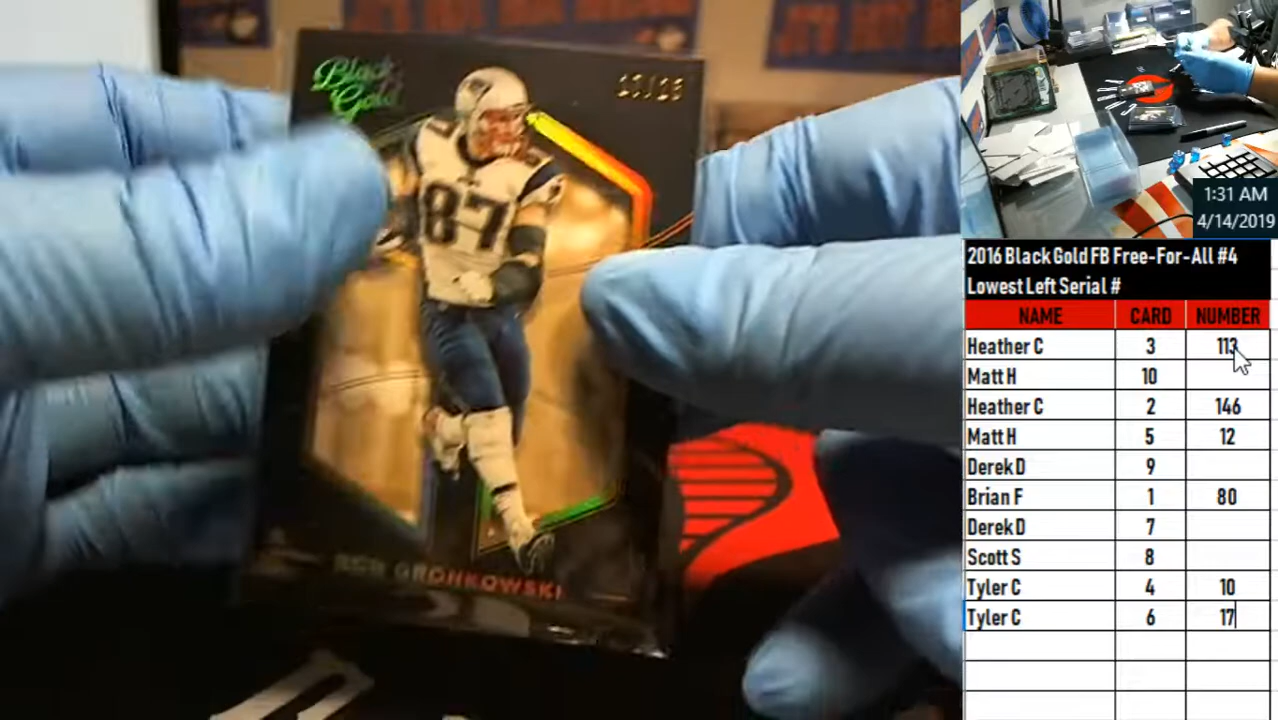 Black
Gold
87
ROB GRONKOWSKI
1:31 AM
4/14/2019
2016 Black Gold FB Free-For-All #4
Lowest Left Serial #
NAME CARD NUMBER
Heather C 3 113
Matt H 10
Heather C 2 146
Matt H 5 12
Derek D 9
Brian F 1 80
Derek D 7
Scott S 8
Tyler C 4 10
Tyler C 6 17